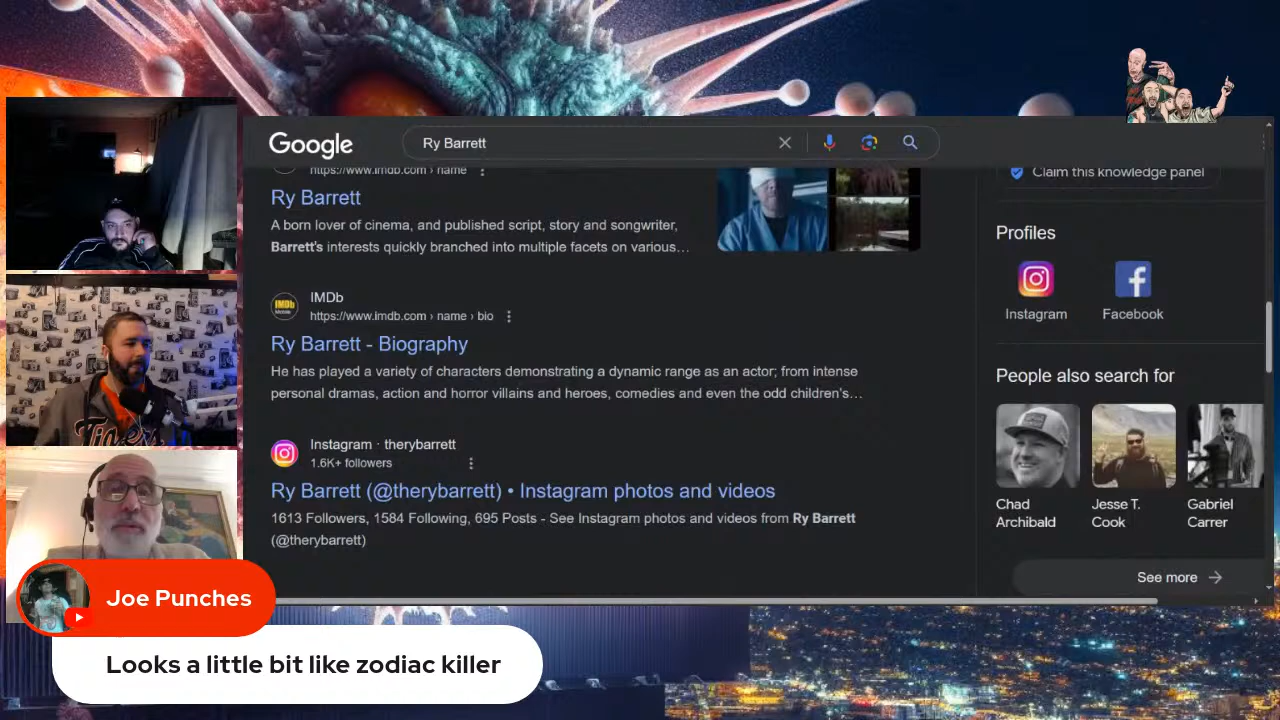 Google
Ry Barrett
https://www.imdb.com › name
Ry Barrett
A born lover of cinema, and published script, story and songwriter,
Barrett's interests quickly branched into multiple facets on various…
IMDb
IMDb
https://www.imdb.com › name › bio
Ry Barrett - Biography
He has played a variety of characters demonstrating a dynamic range as an actor; from intense
personal dramas, action and horror villains and heroes, comedies and even the odd children's…
Instagram · therybarrett
1.6K+ followers
Ry Barrett (@therybarrett) • Instagram photos and videos
1613 Followers, 1584 Following, 695 Posts - See Instagram photos and videos from Ry Barrett
(@therybarrett)
Claim this knowledge panel
Profiles
Instagram
Facebook
People also search for
Chad
Archibald
Jesse T.
Cook
Gabriel
Carrer
See more
Tigers
Joe Punches
Looks a little bit like zodiac killer